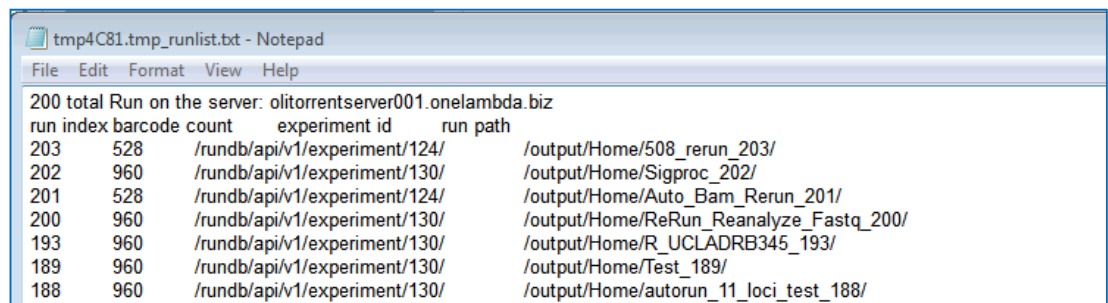 tmp4C81.tmp_runlist.txt - Notepad
File Edit Format View Help
200 total Run on the server: olitorrentserver001.onelambda.biz
run index barcode count experiment id run path
203 528 /rundb/api/v1/experiment/124/ /output/Home/508_rerun_203/
202 960 /rundb/api/v1/experiment/130/ /output/Home/Sigproc_202/
201 528 /rundb/api/v1/experiment/124/ /output/Home/Auto_Bam_Rerun_201/
200 960 /rundb/api/v1/experiment/130/ /output/Home/ReRun_Reanalyze_Fastq_200/
193 960 /rundb/api/v1/experiment/130/ /output/Home/R_UCLADRB345_193/
189 960 /rundb/api/v1/experiment/130/ /output/Home/Test_189/
188 960 /rundb/api/v1/experiment/130/ /output/Home/autorun_11_loci_test_188/